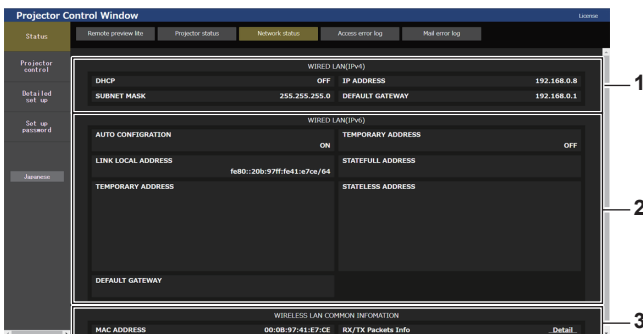 Projector Control Window
License
Status
Remote preview lite
Projector status
Network status
Access error log
Mail error log
Projector
control
Detailed
set up
Set up
password
Japanese
WIRED LAN(IPv4)
DHCP OFF IP ADDRESS 192.168.0.8
SUBNET MASK 255.255.255.0 DEFAULT GATEWAY 192.168.0.1
1
WIRED LAN(IPv6)
AUTO CONFIGRATION ON TEMPORARY ADDRESS OFF
LINK LOCAL ADDRESS fe80::20b:97ff:fe41:e7ce/64 STATEFULL ADDRESS
TEMPORARY ADDRESS STATELESS ADDRESS
2
DEFAULT GATEWAY
WIRELESS LAN COMMON INFOMATION
3
MAC ADDRESS 00:0B:97:41:E7:CE RX/TX Packets Info _Detail_